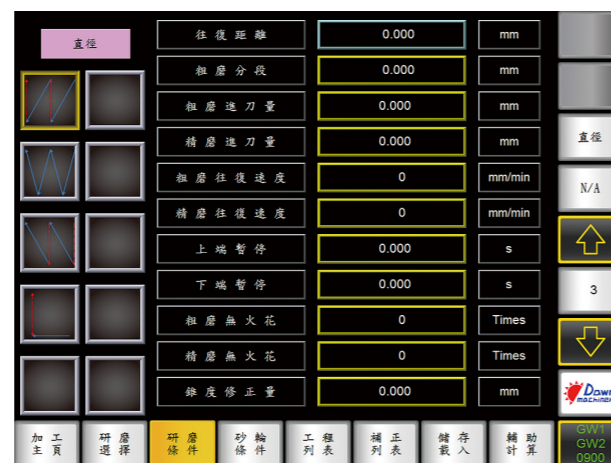 直徑
往復距離 0.000 mm
粗磨分段 0.000 mm
粗磨進刀量 0.000 mm
精磨進刀量 0.000 mm
粗磨往復速度 0 mm/min
精磨往復速度 0 mm/min
上端暫停 0.000 s
下端暫停 0.000 s
粗磨無火花 0 Times
精磨無火花 0 Times
錐度修正量 0.000 mm
直徑
N/A
3
加工
主頁
研磨
選擇
研磨
條件
砂輪
條件
工程
列表
補正
列表
儲存
載入
輔助
計算
GW1
GW2
0900